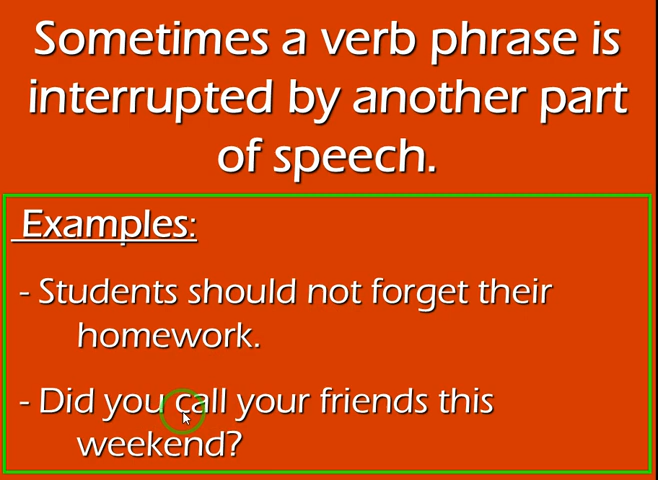 Sometimes a verb phrase is
interrupted by another part
of speech.
Examples:
- Students should not forget their
homework.
- Did you call your friends this
weekend?